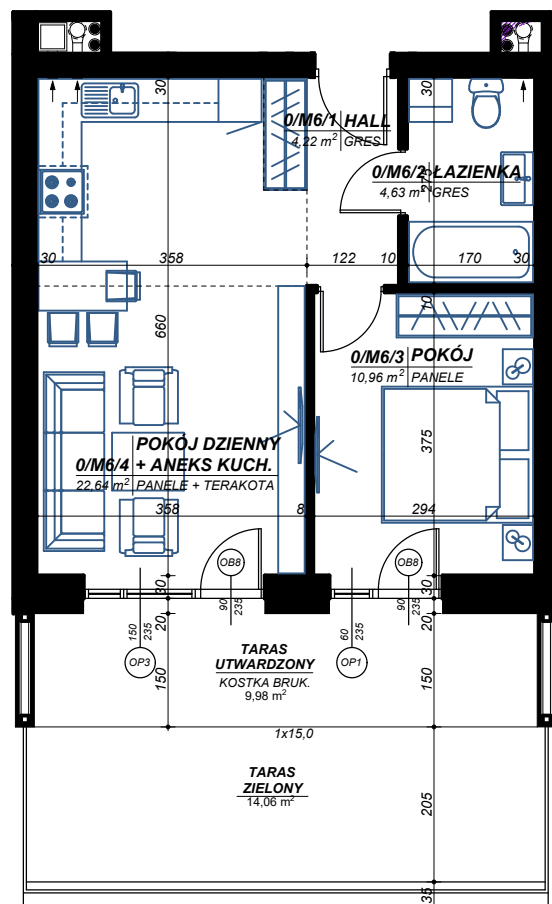 30
30
0/M6/1 HALL
4,22 m² GRES
0/M6/2 ŁAZIENKA
4,63 m² GRES
275
30 358 122 10 170 30
10
660
0/M6/3 POKÓJ
10,96 m² PANELE
375
POKÓJ DZIENNY
0/M6/4 + ANEKS KUCH.
22,64 m² PANELE + TERAKOTA
358 8 294
OB8 OB8
30 30
90 235 90 235
20 20
150 235 60 235
OP3 OP1
TARAS
UTWARDZONY
KOSTKA BRUK.
9,98 m²
150 150
1x15,0
TARAS
ZIELONY
14,06 m²
205
35